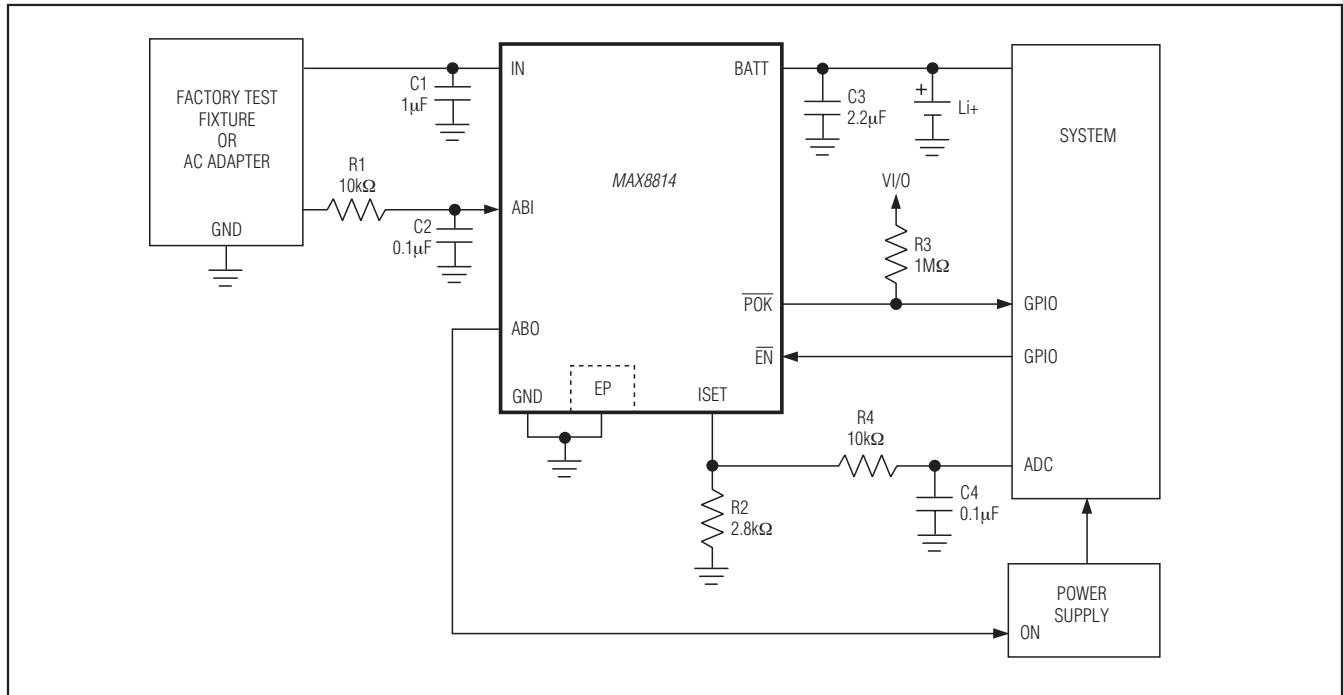 FACTORY TEST
FIXTURE
OR
AC ADAPTER
GND
R1
10kΩ
C1
1µF
C2
0.1µF
IN
ABI
ABO
GND
EP
ISET
MAX8814
BATT
P̅O̅K̅
E̅N̅
C3
2.2µF
+
Li+
VI/O
R3
1MΩ
SYSTEM
GPIO
GPIO
ADC
R4
10kΩ
C4
0.1µF
R2
2.8kΩ
POWER
SUPPLY
ON